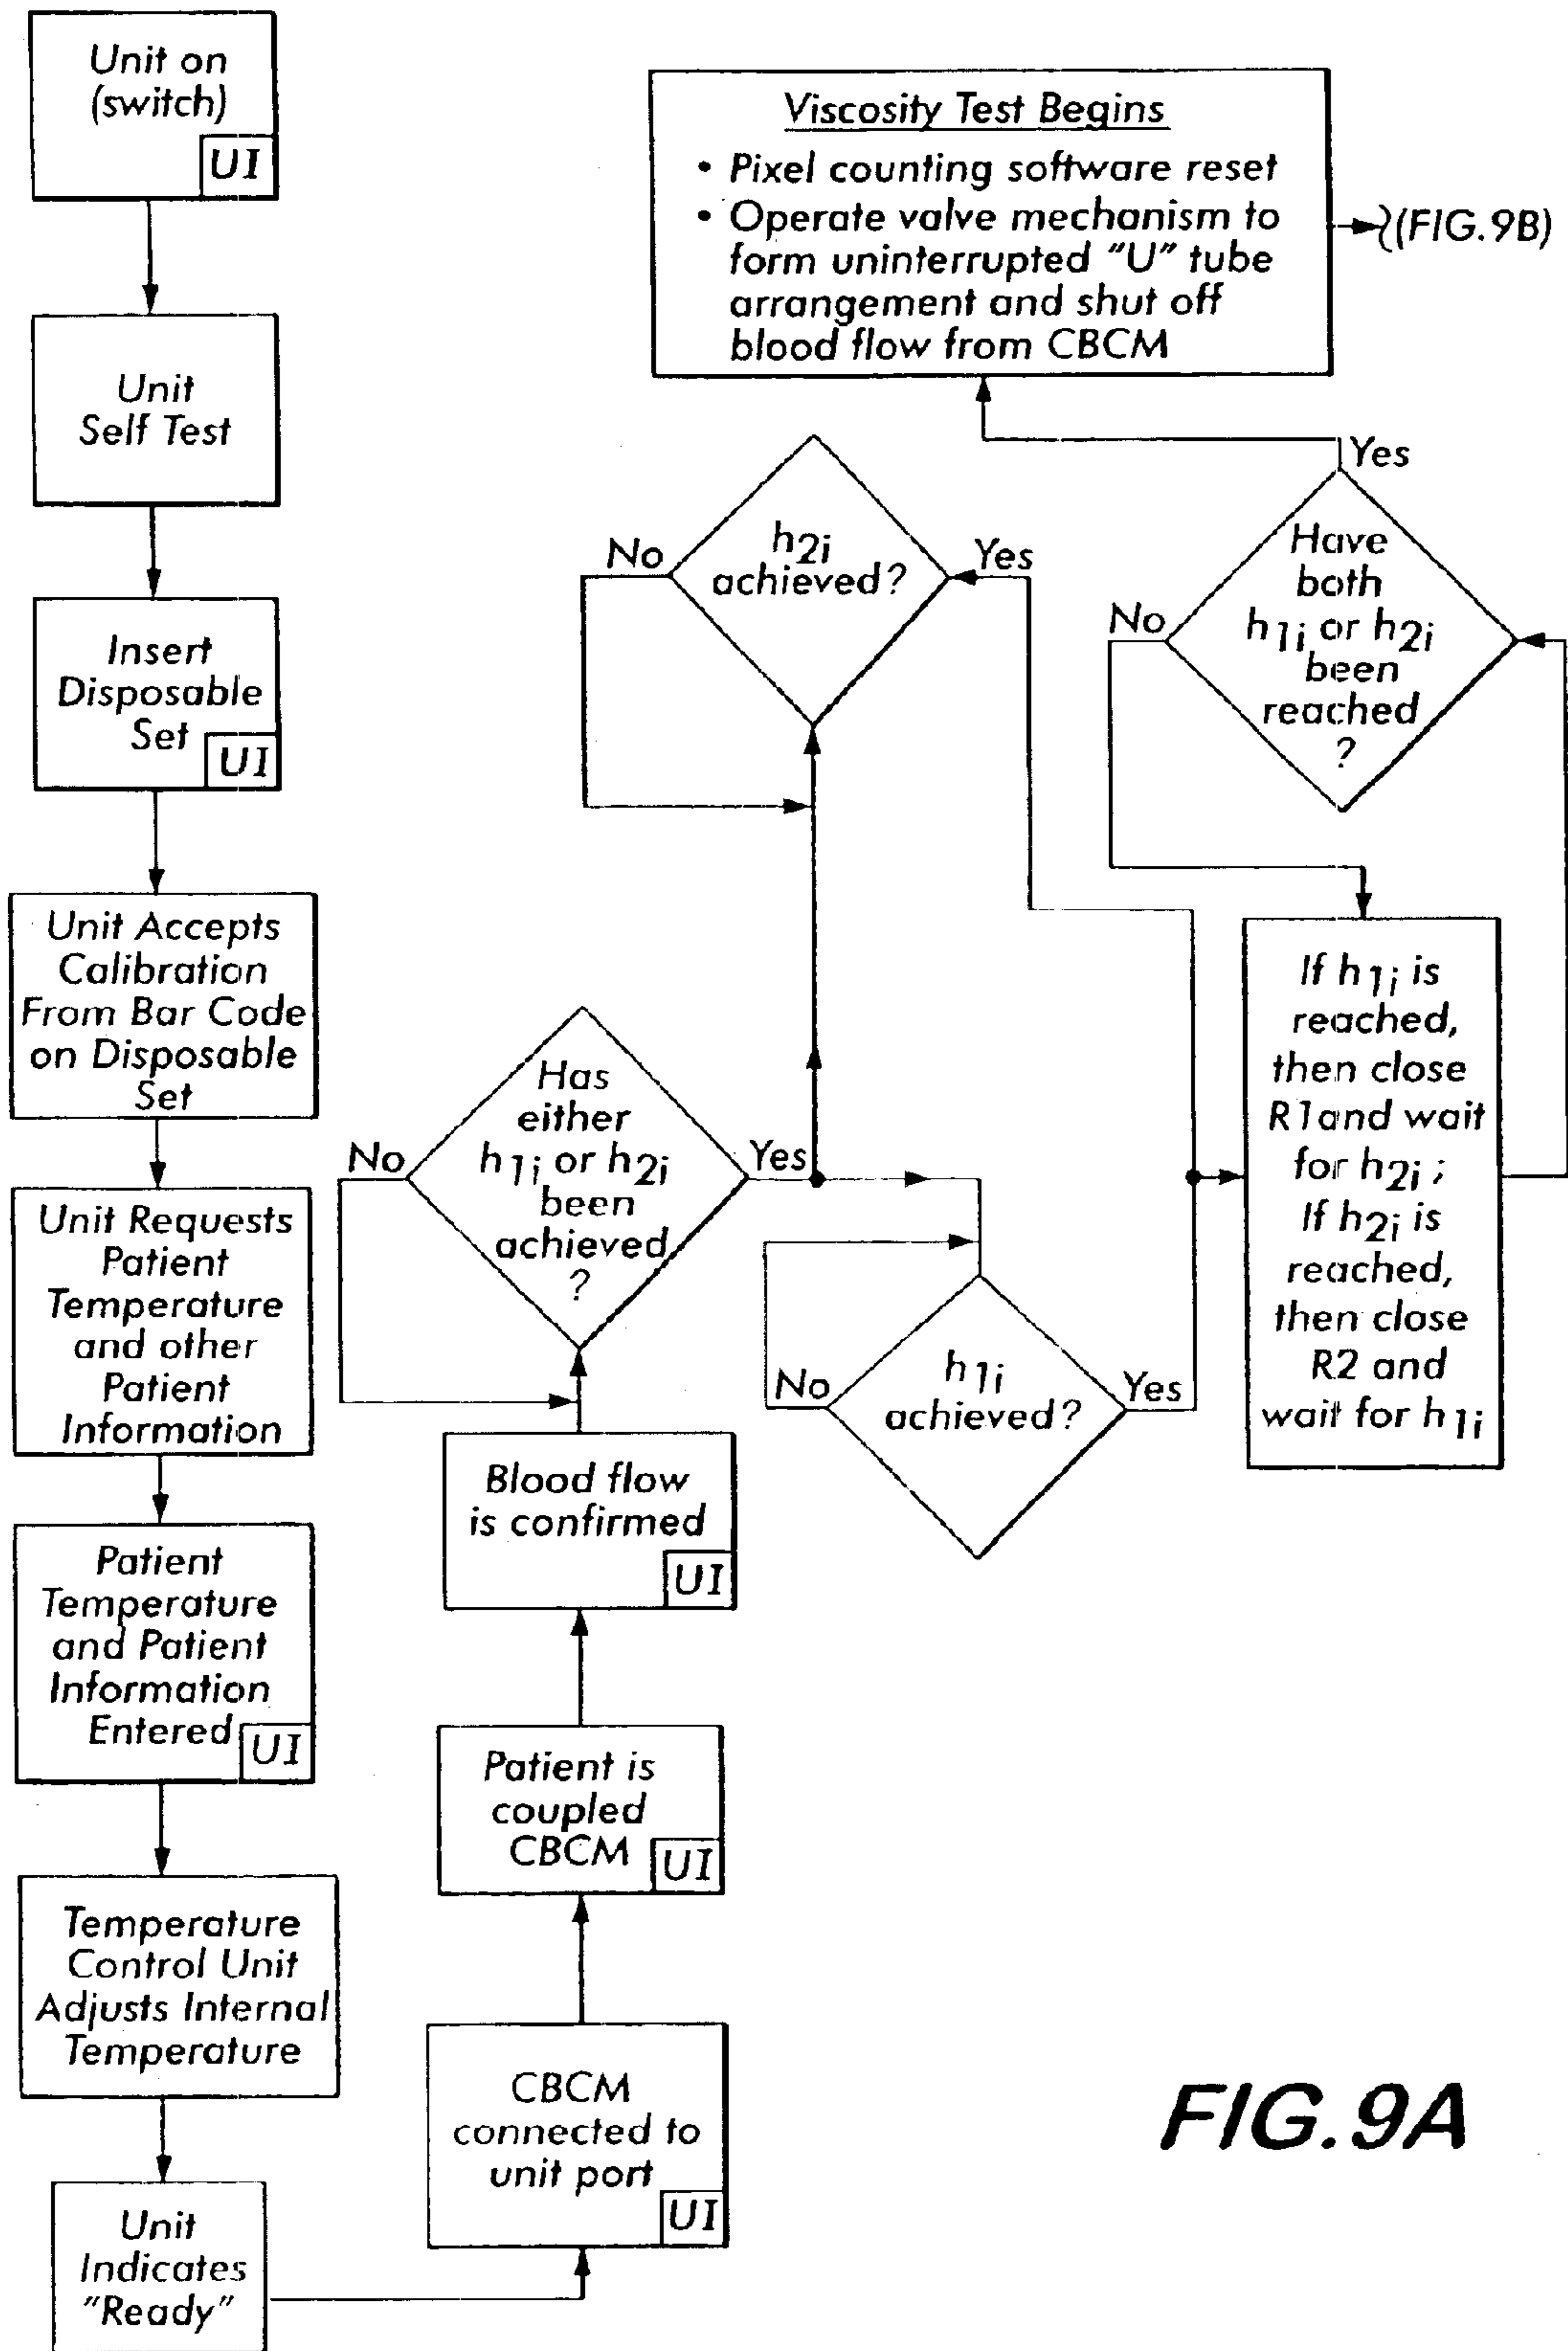 Unit on
(switch)
UI
Unit
Self Test
Insert
Disposable
Set
UI
Unit Accepts
Calibration
From Bar Code
on Disposable
Set
Unit Requests
Patient
Temperature
and other
Patient
Information
Patient
Temperature
and Patient
Information
Entered
UI
Temperature
Control Unit
Adjusts Internal
Temperature
Unit
Indicates
"Ready"
CBCM
connected to
unit port
UI
Patient is
coupled
CBCM
UI
Blood flow
is confirmed
UI
Has
either
h1i or h2i
been
achieved
?
No
Yes
h2i
achieved?
No
Yes
h1i
achieved?
No
Yes
If h1i is
reached,
then close
R1and wait
for h2i ;
If h2i is
reached,
then close
R2 and
wait for h1i
Have
both
h1i or h2i
been
reached
?
No
Yes
Viscosity Test Begins
• Pixel counting software reset
• Operate valve mechanism to
form uninterrupted "U" tube
arrangement and shut off
blood flow from CBCM
(FIG.9B)
FIG.9A